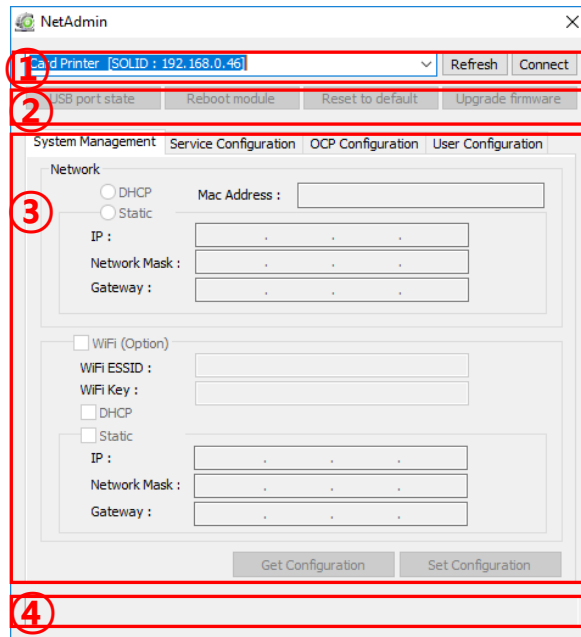 NetAdmin
① Card Printer [SOLID : 192.168.0.46] Refresh Connect
② USB port state Reboot module Reset to default Upgrade firmware
System Management Service Configuration OCP Configuration User Configuration
③
Network
DHCP Mac Address :
Static
IP : . . .
Network Mask : . . .
Gateway : . . .
WiFi (Option)
WiFi ESSID :
WiFi Key :
DHCP
Static
IP : . . .
Network Mask : . . .
Gateway : . . .
Get Configuration Set Configuration
④